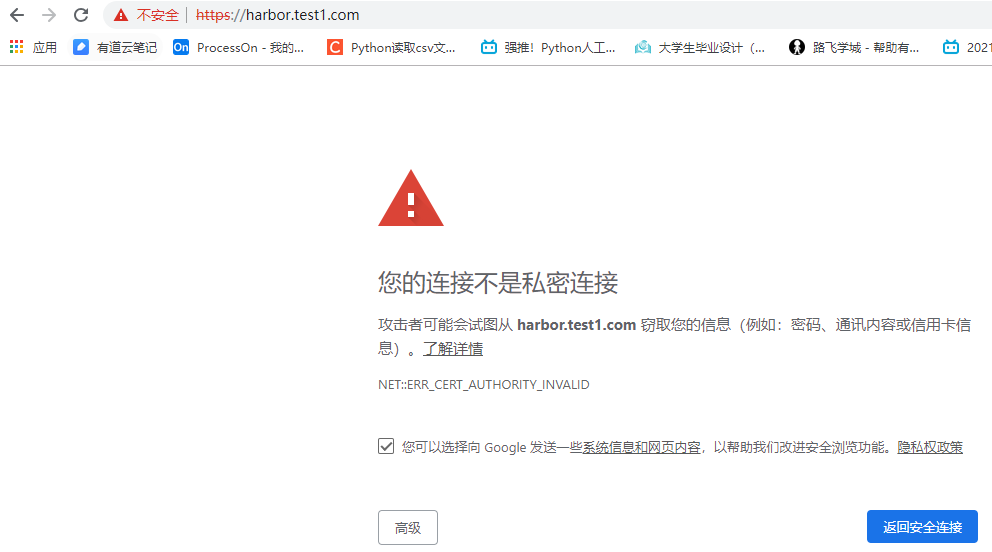 不安全 https://harbor.test1.com
应用 有道云笔记 On ProcessOn - 我的... C Python读取csv文... 强推！Python人工... 大学生毕业设计（... 路飞学城 - 帮助有... 2021
您的连接不是私密连接
攻击者可能会试图从 harbor.test1.com 窃取您的信息（例如：密码、通讯内容或信用卡信
息）。了解详情
NET::ERR_CERT_AUTHORITY_INVALID
您可以选择向 Google 发送一些系统信息和网页内容，以帮助我们改进安全浏览功能。隐私权政策
高级 返回安全连接